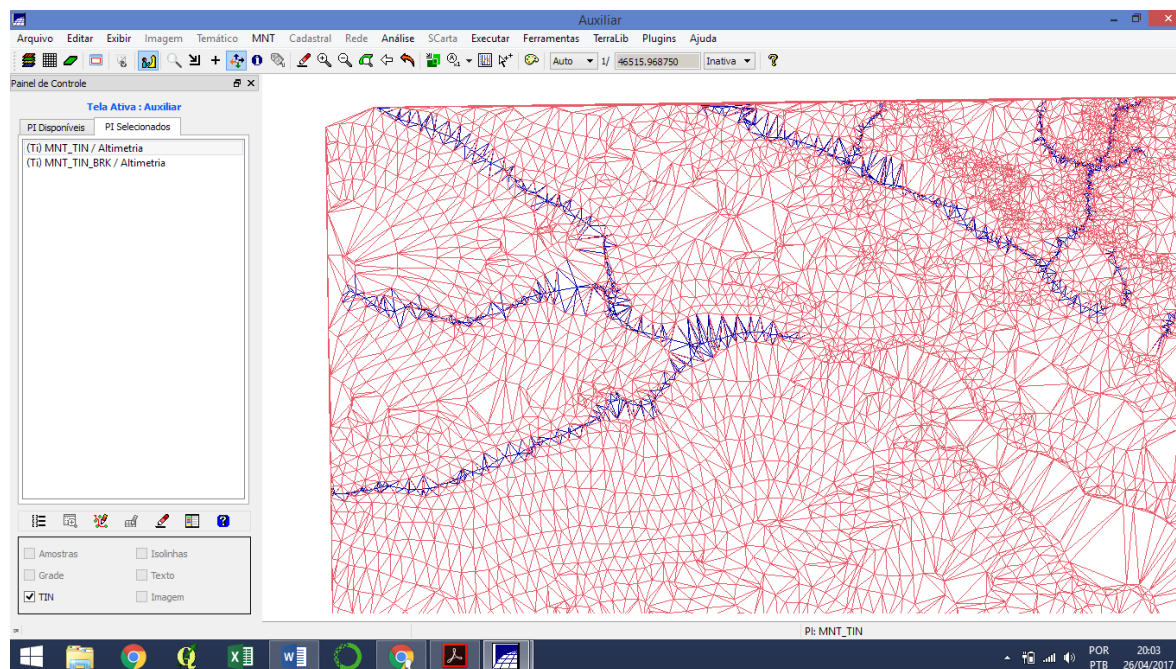 Auxiliar
Arquivo Editar Exibir Imagem Temático MNT Cadastral Rede Análise SCarta Executar Ferramentas TerraLib Plugins Ajuda
Auto 1/ 46515.968750 Inativa
Painel de Controle
Tela Ativa : Auxiliar
PI Disponíveis PI Selecionados
(Ti) MNT_TIN / Altimetria
(Ti) MNT_TIN_BRK / Altimetria
Amostras Isolinhas
Grade Texto
TIN Imagem
PI: MNT_TIN
POR 20:03
PTB 26/04/2017